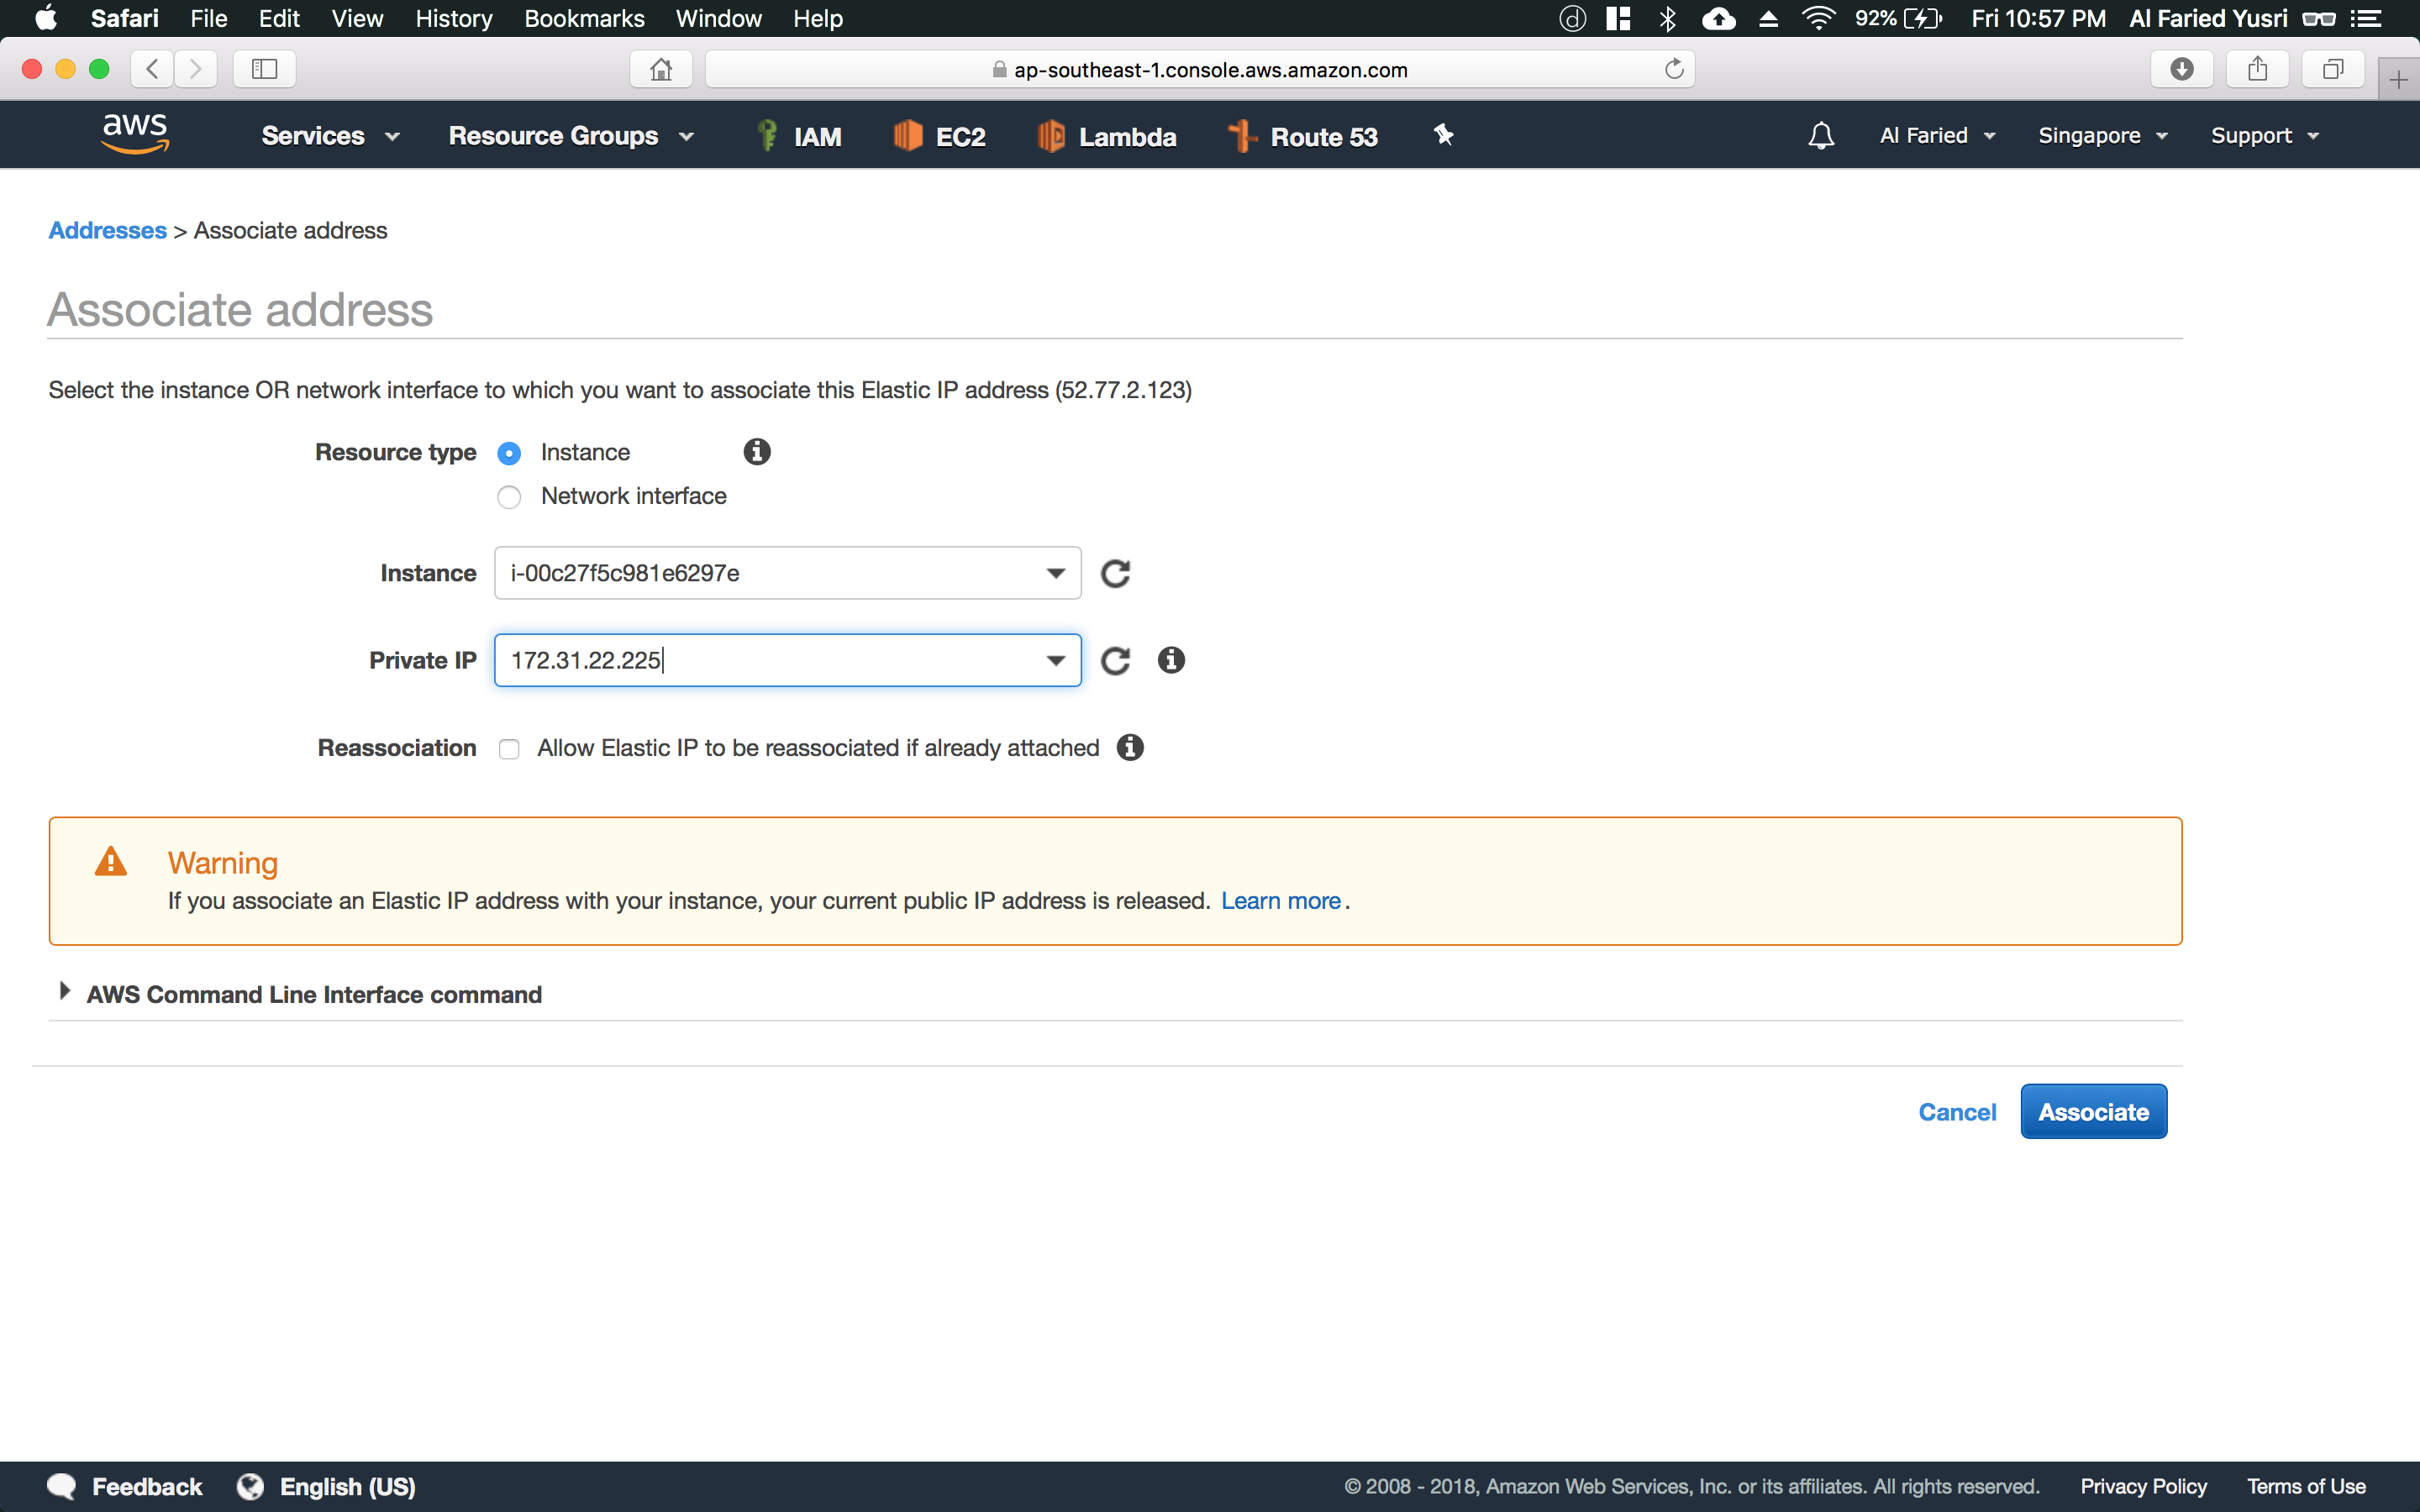 Safari File Edit View History Bookmarks Window Help 92% Fri 10:57 PM Al Faried Yusri
ap-southeast-1.console.aws.amazon.com
aws Services Resource Groups IAM EC2 Lambda Route 53 Al Faried Singapore Support
Addresses > Associate address
Associate address
Select the instance OR network interface to which you want to associate this Elastic IP address (52.77.2.123)
Resource type Instance
Network interface
Instance i-00c27f5c981e6297e
Private IP 172.31.22.225
Reassociation Allow Elastic IP to be reassociated if already attached
Warning
If you associate an Elastic IP address with your instance, your current public IP address is released. Learn more.
AWS Command Line Interface command
Cancel Associate
Feedback English (US) © 2008 - 2018, Amazon Web Services, Inc. or its affiliates. All rights reserved. Privacy Policy Terms of Use